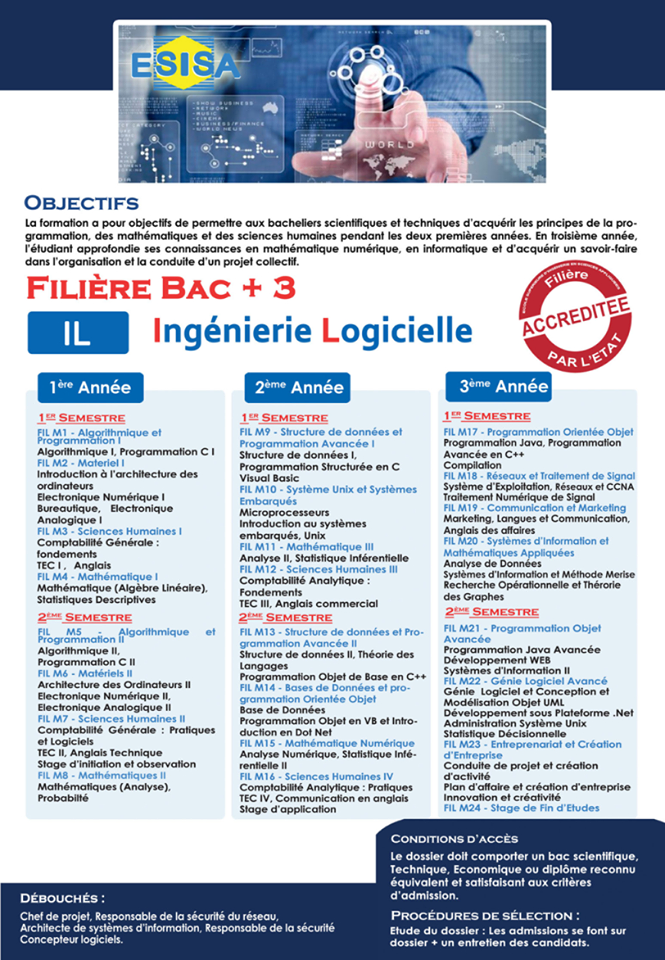 ESISA
- SHOW BUSINESS
- NETWORK
- MUSIC
- CINEMA
- BUSINESS/FINANCE
- WORLD NEWS
WORLD
OBJECTIFS
La formation a pour objectifs de permettre aux bacheliers scientifiques et techniques d'acquérir les principes de la pro-
grammation, des mathématiques et des sciences humaines pendant les deux premières années. En troisième année,
l'étudiant approfondie ses connaissances en mathématique numérique, en informatique et d'acquérir un savoir-faire
dans l'organisation et la conduite d'un projet collectif.
FILIÈRE BAC + 3
IL
Ingénierie Logicielle
Filière
ACCREDITEE
PAR L'ETAT
1ère Année
1ER SEMESTRE
FIL M1 - Algorithmique et
Programmation I
Algorithmique I, Programmation C I
FIL M2 - Materiel I
Introduction à l'architecture des
ordinateurs
Electronique Numérique I
Bureautique, Electronique
Analogique I
FIL M3 - Sciences Humaines I
Comptabilité Générale :
fondements
TEC I , Anglais
FIL M4 - Mathématique I
Mathématique (Algèbre Linéaire),
Statistiques Descriptives
2ÈME SEMESTRE
FIL M5 - Algorithmique et
Programmation II
Algorithmique II,
Programmation C II
FIL M6 - Matériels II
Architecture des Ordinateurs II
Electronique Numérique II,
Electronique Analogique II
FIL M7 - Sciences Humaines II
Comptabilité Générale : Pratiques
et Logiciels
TEC II, Anglais Technique
Stage d'initiation et observation
FIL M8 - Mathématiques II
Mathématiques (Analyse),
Probabilté
2ème Année
1ER SEMESTRE
FIL M9 - Structure de données et
Programmation Avancée I
Structure de données I,
Programmation Structurée en C
Visual Basic
FIL M10 - Système Unix et Systèmes
Embarqués
Microprocesseurs
Introduction au systèmes
embarqués, Unix
FIL M11 - Mathématique III
Analyse II, Statistique Inférentielle
FIL M12 - Sciences Humaines III
Comptabilité Analytique :
Fondements
TEC III, Anglais commercial
2ÈME SEMESTRE
FIL M13 - Structure de données et Pro-
grammation Avancée II
Structure de données II, Théorie des
Langages
Programmation Objet de Base en C++
FIL M14 - Bases de Données et pro-
grammation Orientée Objet
Base de Données
Programmation Objet en VB et Intro-
duction en Dot Net
FIL M15 - Mathématique Numérique
Analyse Numérique, Statistique Infé-
rentielle II
FIL M16 - Sciences Humaines IV
Comptabilité Analytique : Pratiques
TEC IV, Communication en anglais
Stage d'application
3ème Année
1ER SEMESTRE
FIL M17 - Programmation Orientée Objet
Programmation Java, Programmation
Avancée en C++
Compilation
FIL M18 - Réseaux et Traitement de Signal
Système d'Exploitation, Réseaux et CCNA
Traitement Numérique de Signal
FIL M19 - Communication et Marketing
Marketing, Langues et Communication,
Anglais des affaires
FIL M20 - Systèmes d'Information et
Mathématiques Appliquées
Analyse de Données
Systèmes d'Information et Méthode Merise
Recherche Opérationnelle et Thérorie
des Graphes
2ÈME SEMESTRE
FIL M21 - Programmation Objet
Avancée
Programmation Java Avancée
Développement WEB
Systèmes d'Information II
FIL M22 - Génie Logiciel Avancé
Génie Logiciel et Conception et
Modélisation Objet UML
Développement sous Plateforme .Net
Administration Système Unix
Statistique Décisionnelle
FIL M23 - Entreprenariat et Création
d'Entreprise
Conduite de projet et création
d'activité
Plan d'affaire et création d'entreprise
Innovation et créativité
FIL M24 - Stage de Fin d'Etudes
CONDITIONS D'ACCÈS
Le dossier doit comporter un bac scientifique,
Technique, Economique ou diplôme reconnu
équivalent et satisfaisant aux critères
d'admission.
PROCÉDURES DE SÉLECTION :
Etude du dossier : Les admissions se font sur
dossier + un entretien des candidats.
DÉBOUCHÉS :
Chef de projet, Responsable de la sécurité du réseau,
Architecte de systèmes d'information, Responsable de la sécurité
Concepteur logiciels.